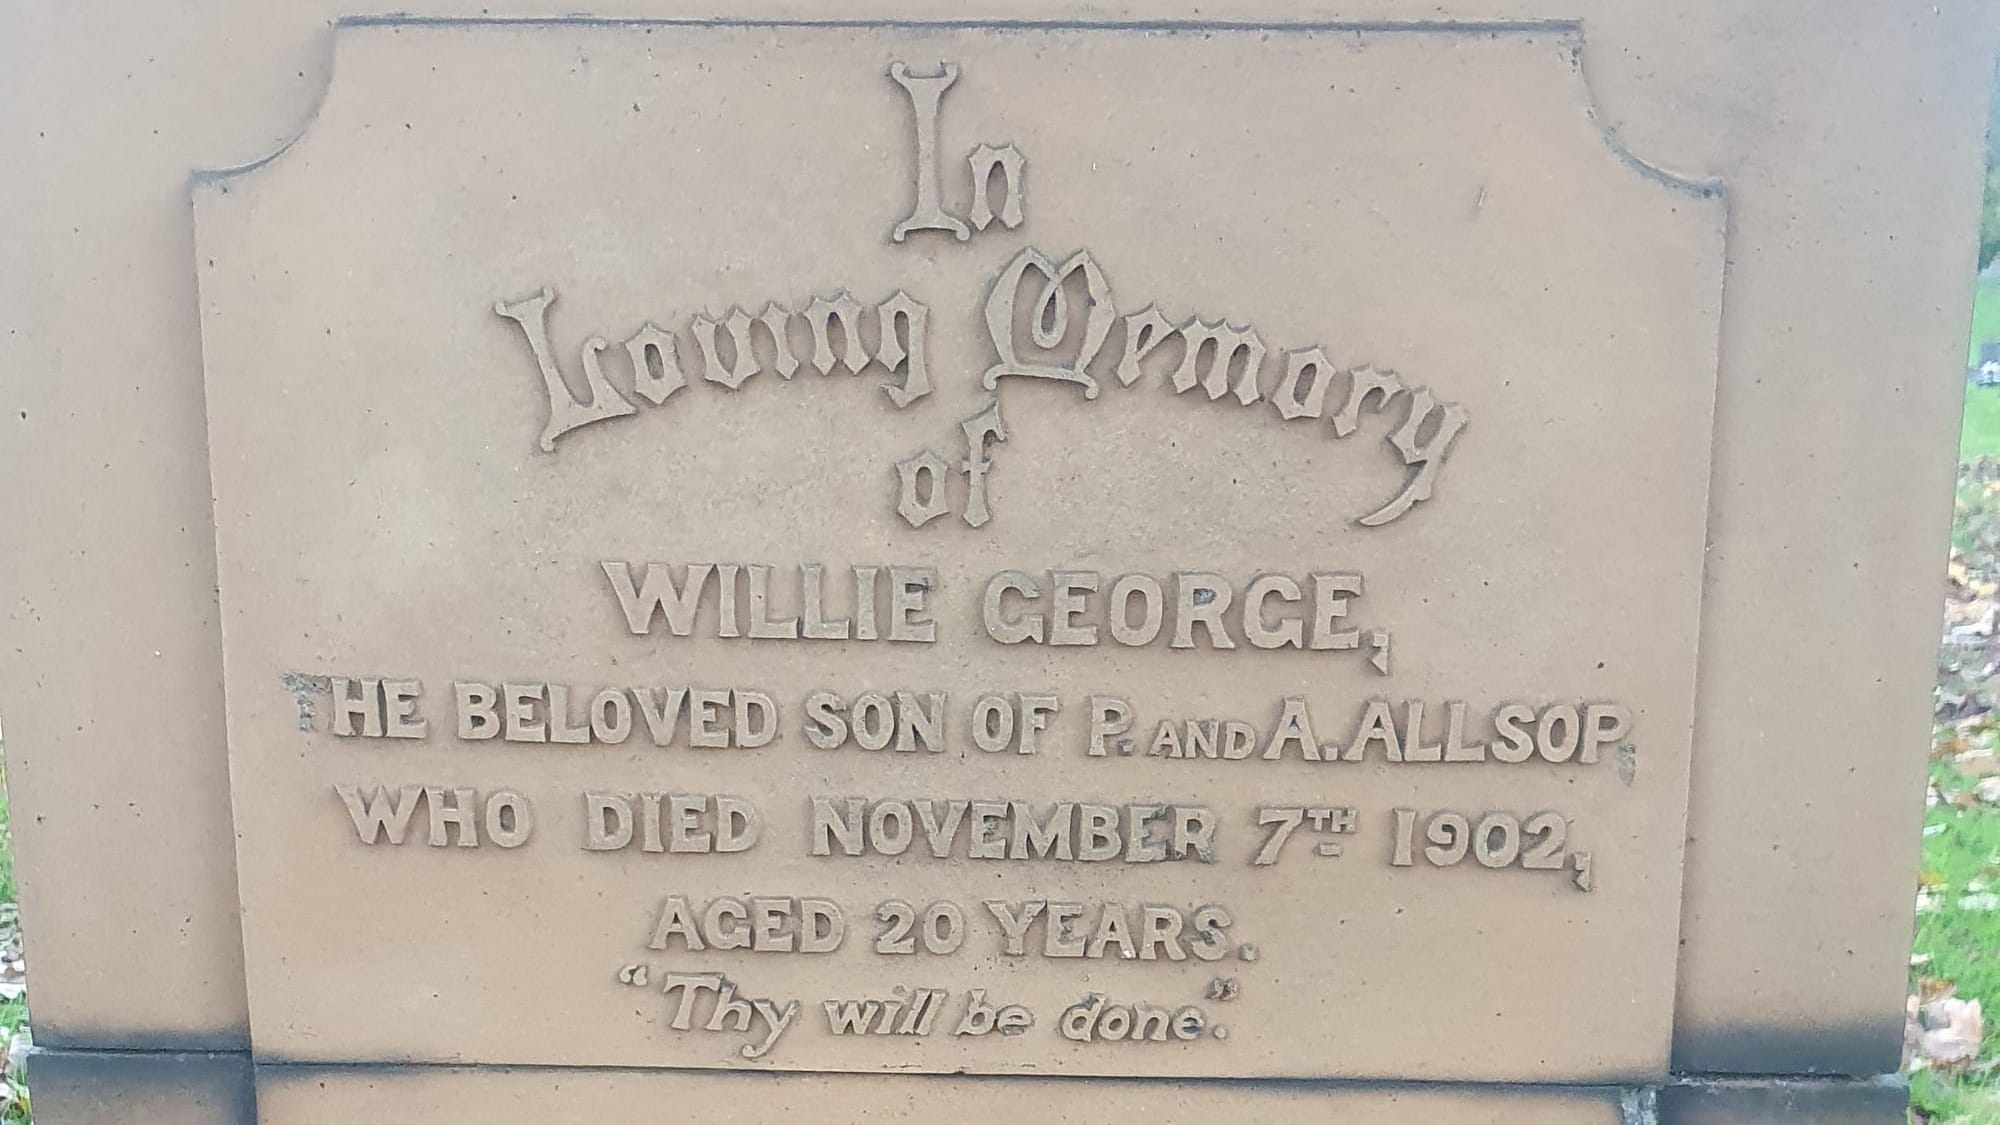 In
Loving Memory
of
WILLIE GEORGE,
THE BELOVED SON OF P. AND A. ALLSOP,
WHO DIED NOVEMBER 7TH 1902,
AGED 20 YEARS.
“Thy will be done.”